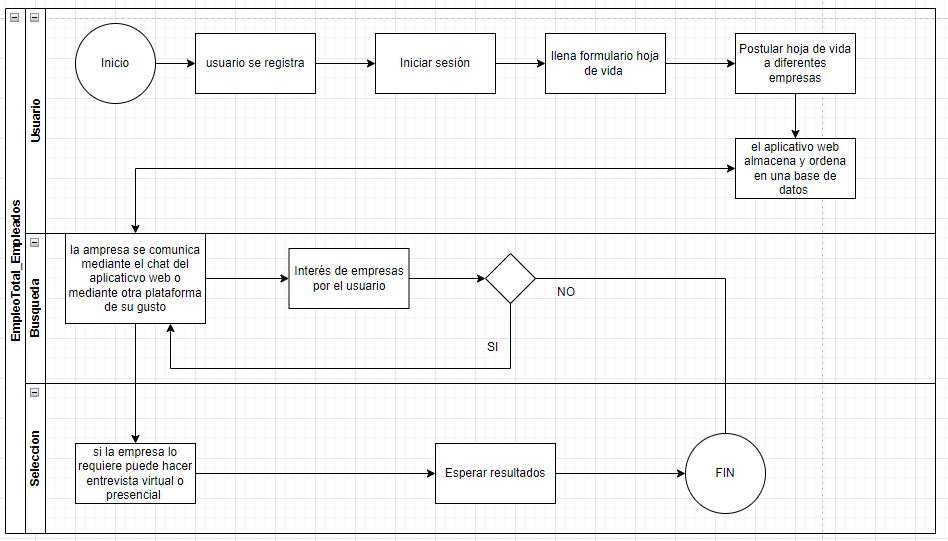 EmpleoTotal_Empleados
Usuario
Inicio
usuario se registra
Iniciar sesión
llena formulario hoja
de vida
Postular hoja de vida
a diferentes
empresas
el aplicativo web
almacena y ordena
en una base de
datos
Busqueda
la ampresa se comunica
mediante el chat del
aplicaticvo web o
mediante otra plataforma
de su gusto
Interés de empresas
por el usuario
NO
SI
Seleccion
si la empresa lo
requiere puede hacer
entrevista virtual o
presencial
Esperar resultados
FIN